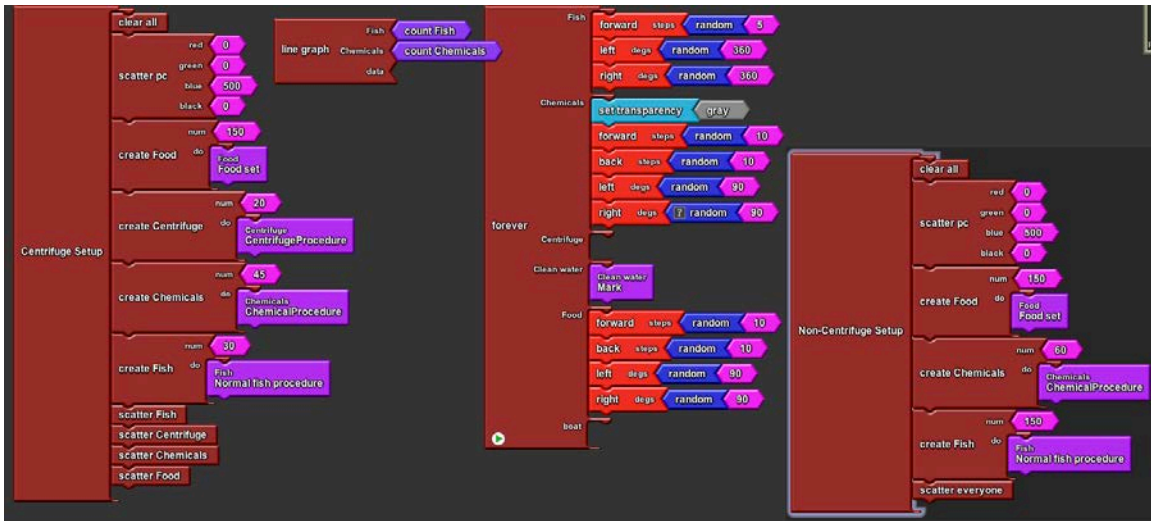 Centrifuge Setup
clear all
scatter pc
red 0
green 0
blue 500
black 0
create Food
num 150
do
Food
Food set
create Centrifuge
num 20
do
Centrifuge
CentrifugeProcedure
create Chemicals
num 45
do
Chemicals
ChemicalProcedure
create Fish
num 30
do
Fish
Normal fish procedure
scatter Fish
scatter Centrifuge
scatter Chemicals
scatter Food
line graph
Fish count Fish
Chemicals count Chemicals
data
forever
Fish
forward steps random 5
left degs random 360
right degs random 360
Chemicals
set transparency gray
forward steps random 10
back steps random 10
left degs random 90
right degs ? random 90
Centrifuge
Clean water
Clean water
Mark
Food
forward steps random 10
back steps random 10
left degs random 90
right degs random 90
boat
Non-Centrifuge Setup
clear all
scatter pc
red 0
green 0
blue 500
black 0
create Food
num 150
do
Food
Food set
create Chemicals
num 60
do
Chemicals
ChemicalProcedure
create Fish
num 150
do
Fish
Normal fish procedure
scatter everyone